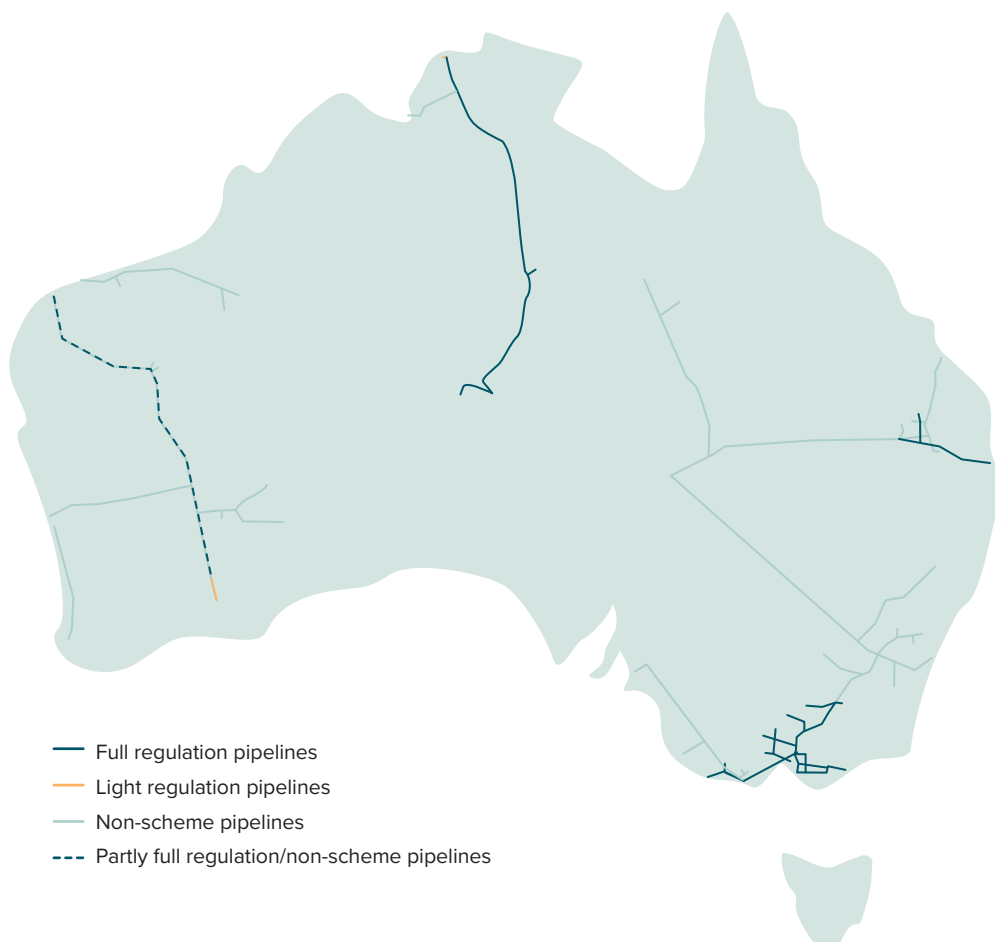 Full regulation pipelines
Light regulation pipelines
Non-scheme pipelines
Partly full regulation/non-scheme pipelines